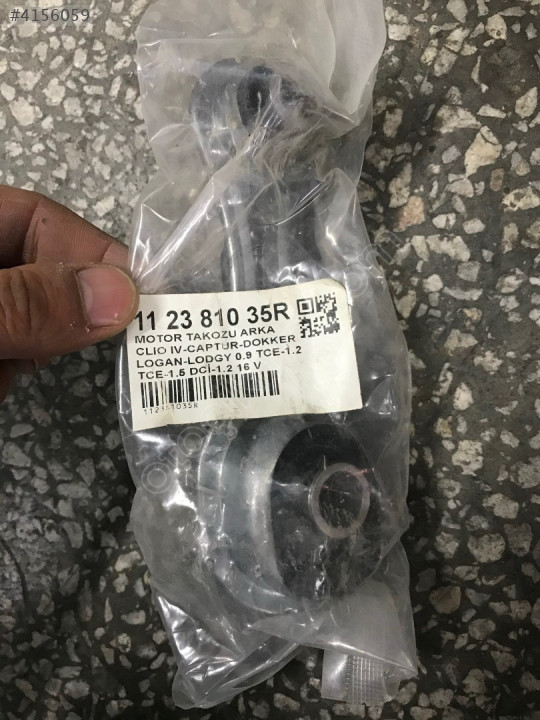 #4156059
11 23 810 35R
MOTOR TAKOZU ARKA
CLIO IV-CAPTUR-DOKKER
LOGAN-LODGY 0.9 TCE-1.2
TCE-1.5 DCİ-1.2 16 V
112381035R